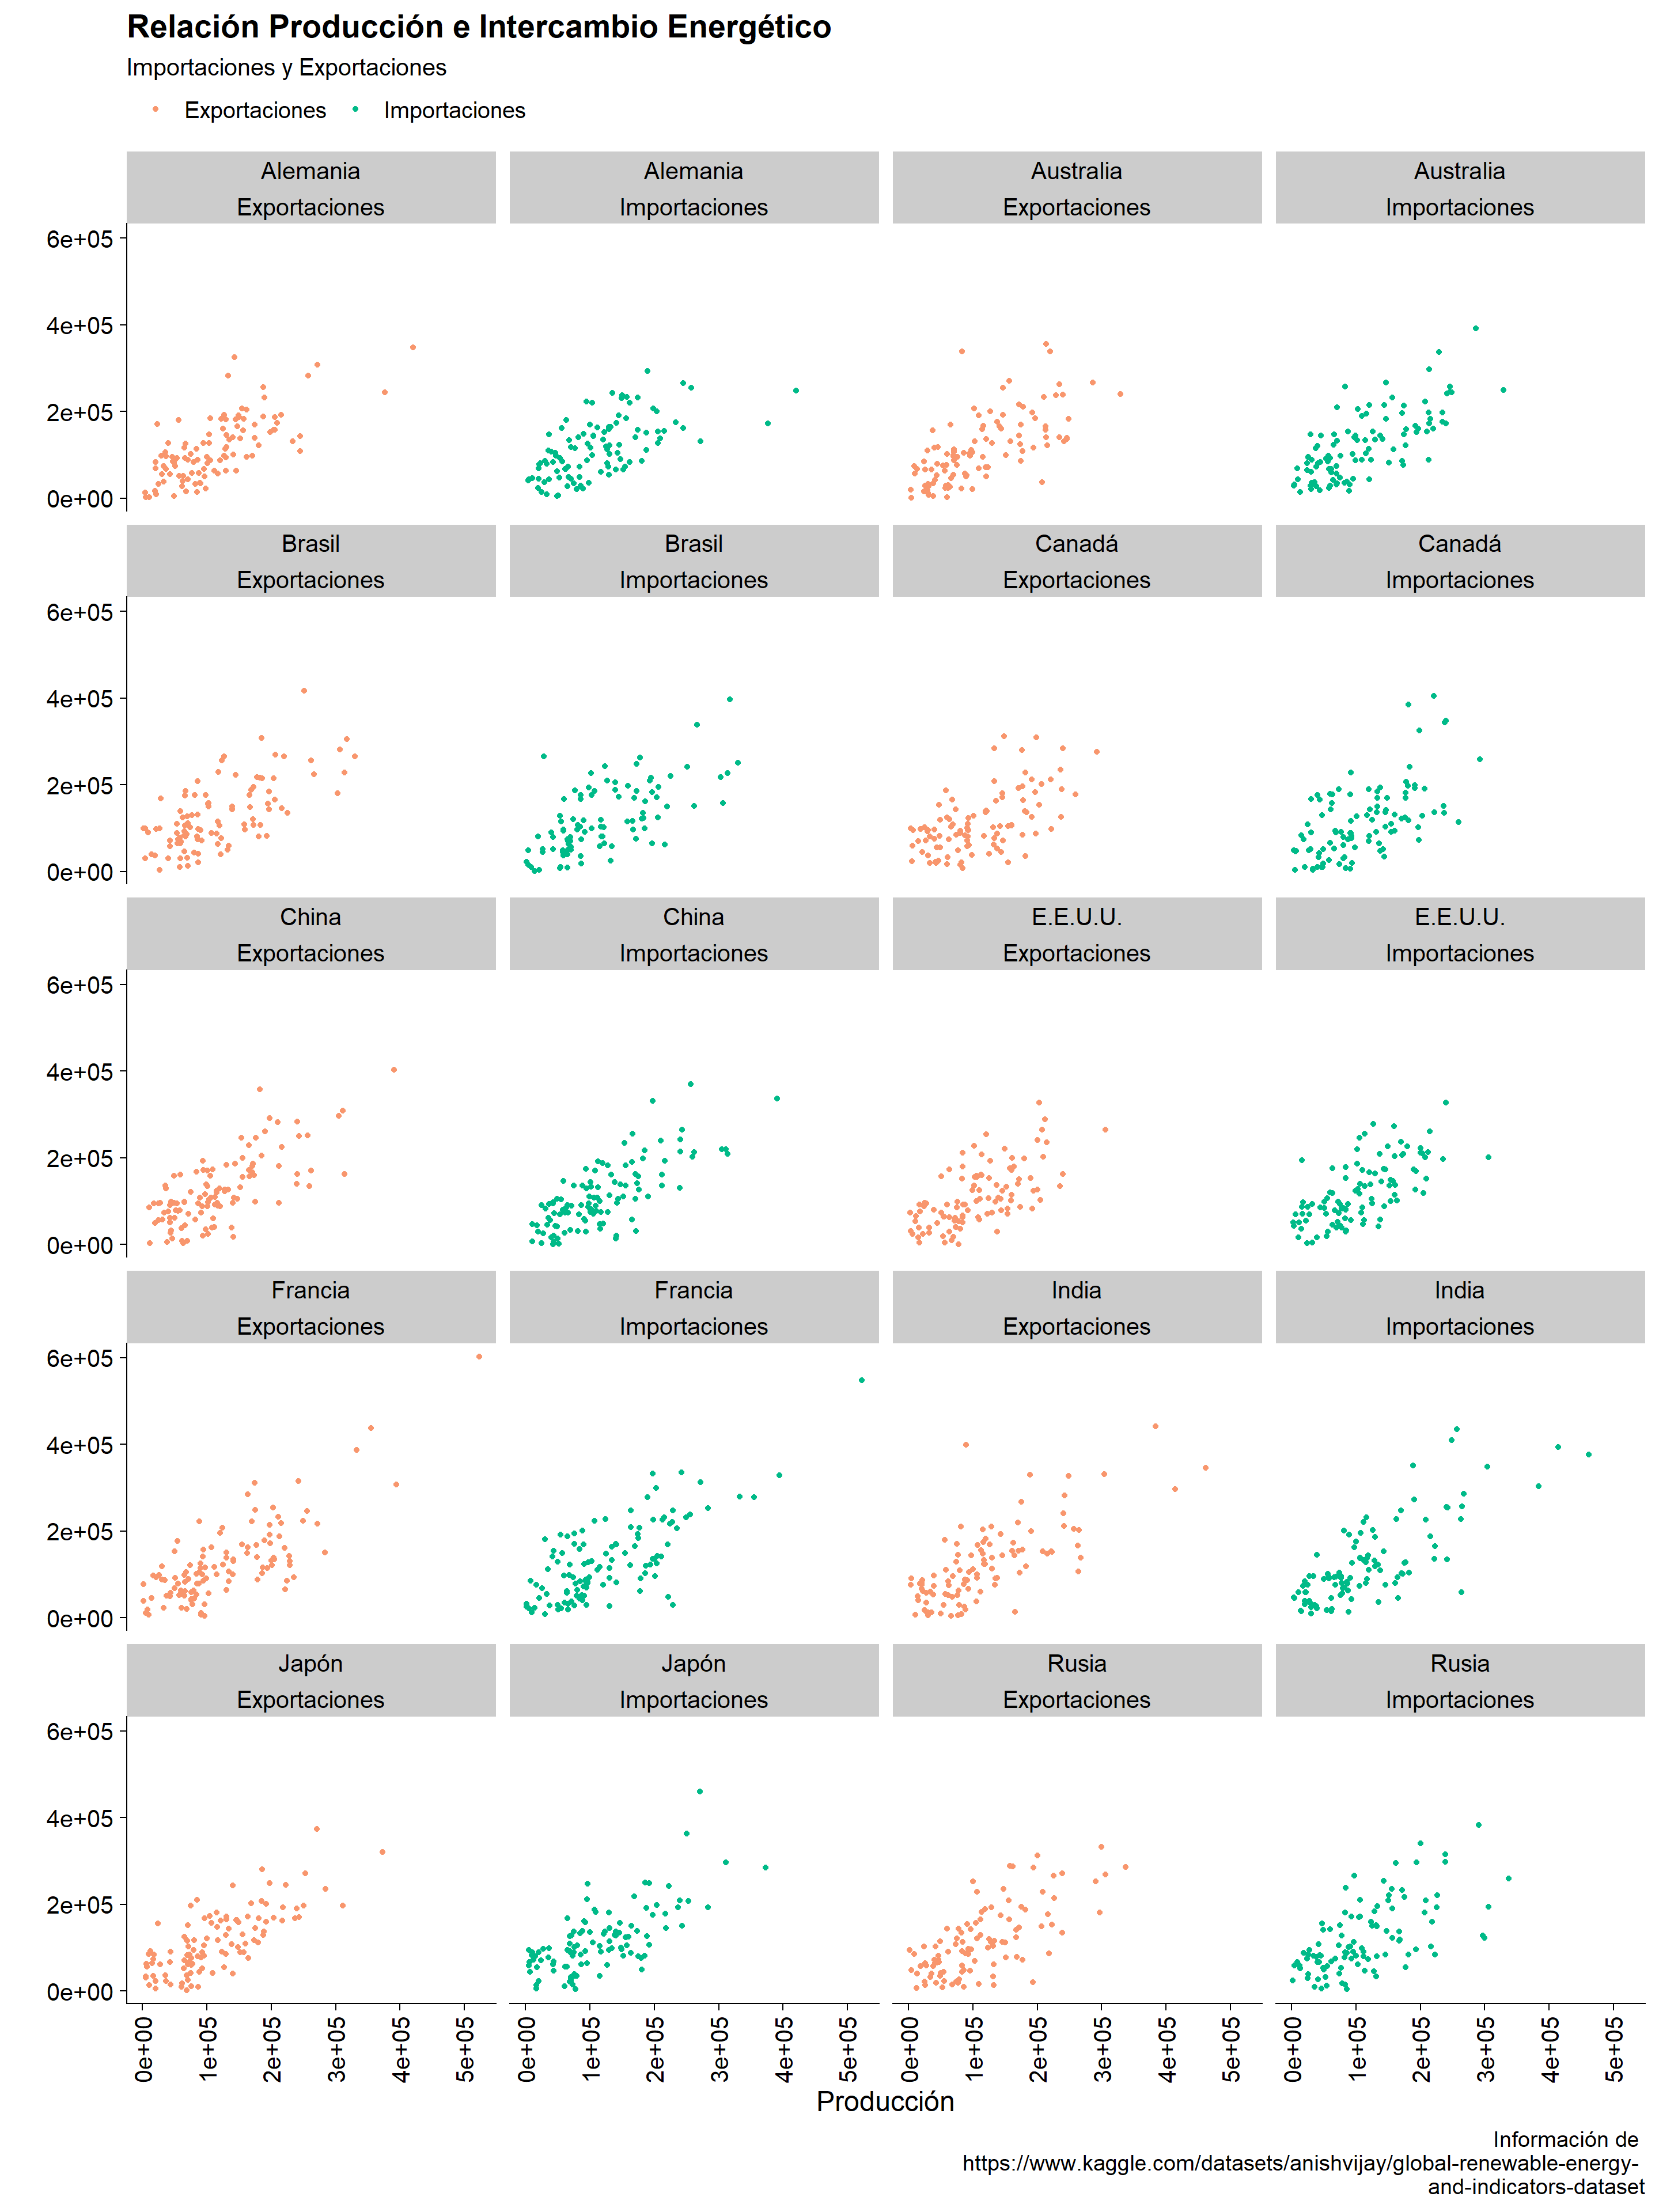 Relación Producción e Intercambio Energético
Importaciones y Exportaciones
Exportaciones Importaciones
Alemania Alemania Australia Australia
Exportaciones Importaciones Exportaciones Importaciones
6e+05
4e+05
2e+05
0e+00
Brasil Brasil Canadá Canadá
Exportaciones Importaciones Exportaciones Importaciones
6e+05
4e+05
2e+05
0e+00
China China E.E.U.U. E.E.U.U.
Exportaciones Importaciones Exportaciones Importaciones
6e+05
4e+05
2e+05
0e+00
Francia Francia India India
Exportaciones Importaciones Exportaciones Importaciones
6e+05
4e+05
2e+05
0e+00
Japón Japón Rusia Rusia
Exportaciones Importaciones Exportaciones Importaciones
6e+05
4e+05
2e+05
0e+00
0e+00 1e+05 2e+05 3e+05 4e+05 5e+05 0e+00 1e+05 2e+05 3e+05 4e+05 5e+05 0e+00 1e+05 2e+05 3e+05 4e+05 5e+05 0e+00 1e+05 2e+05 3e+05 4e+05 5e+05
Producción
Información de
https://www.kaggle.com/datasets/anishvijay/global-renewable-energy-
and-indicators-dataset